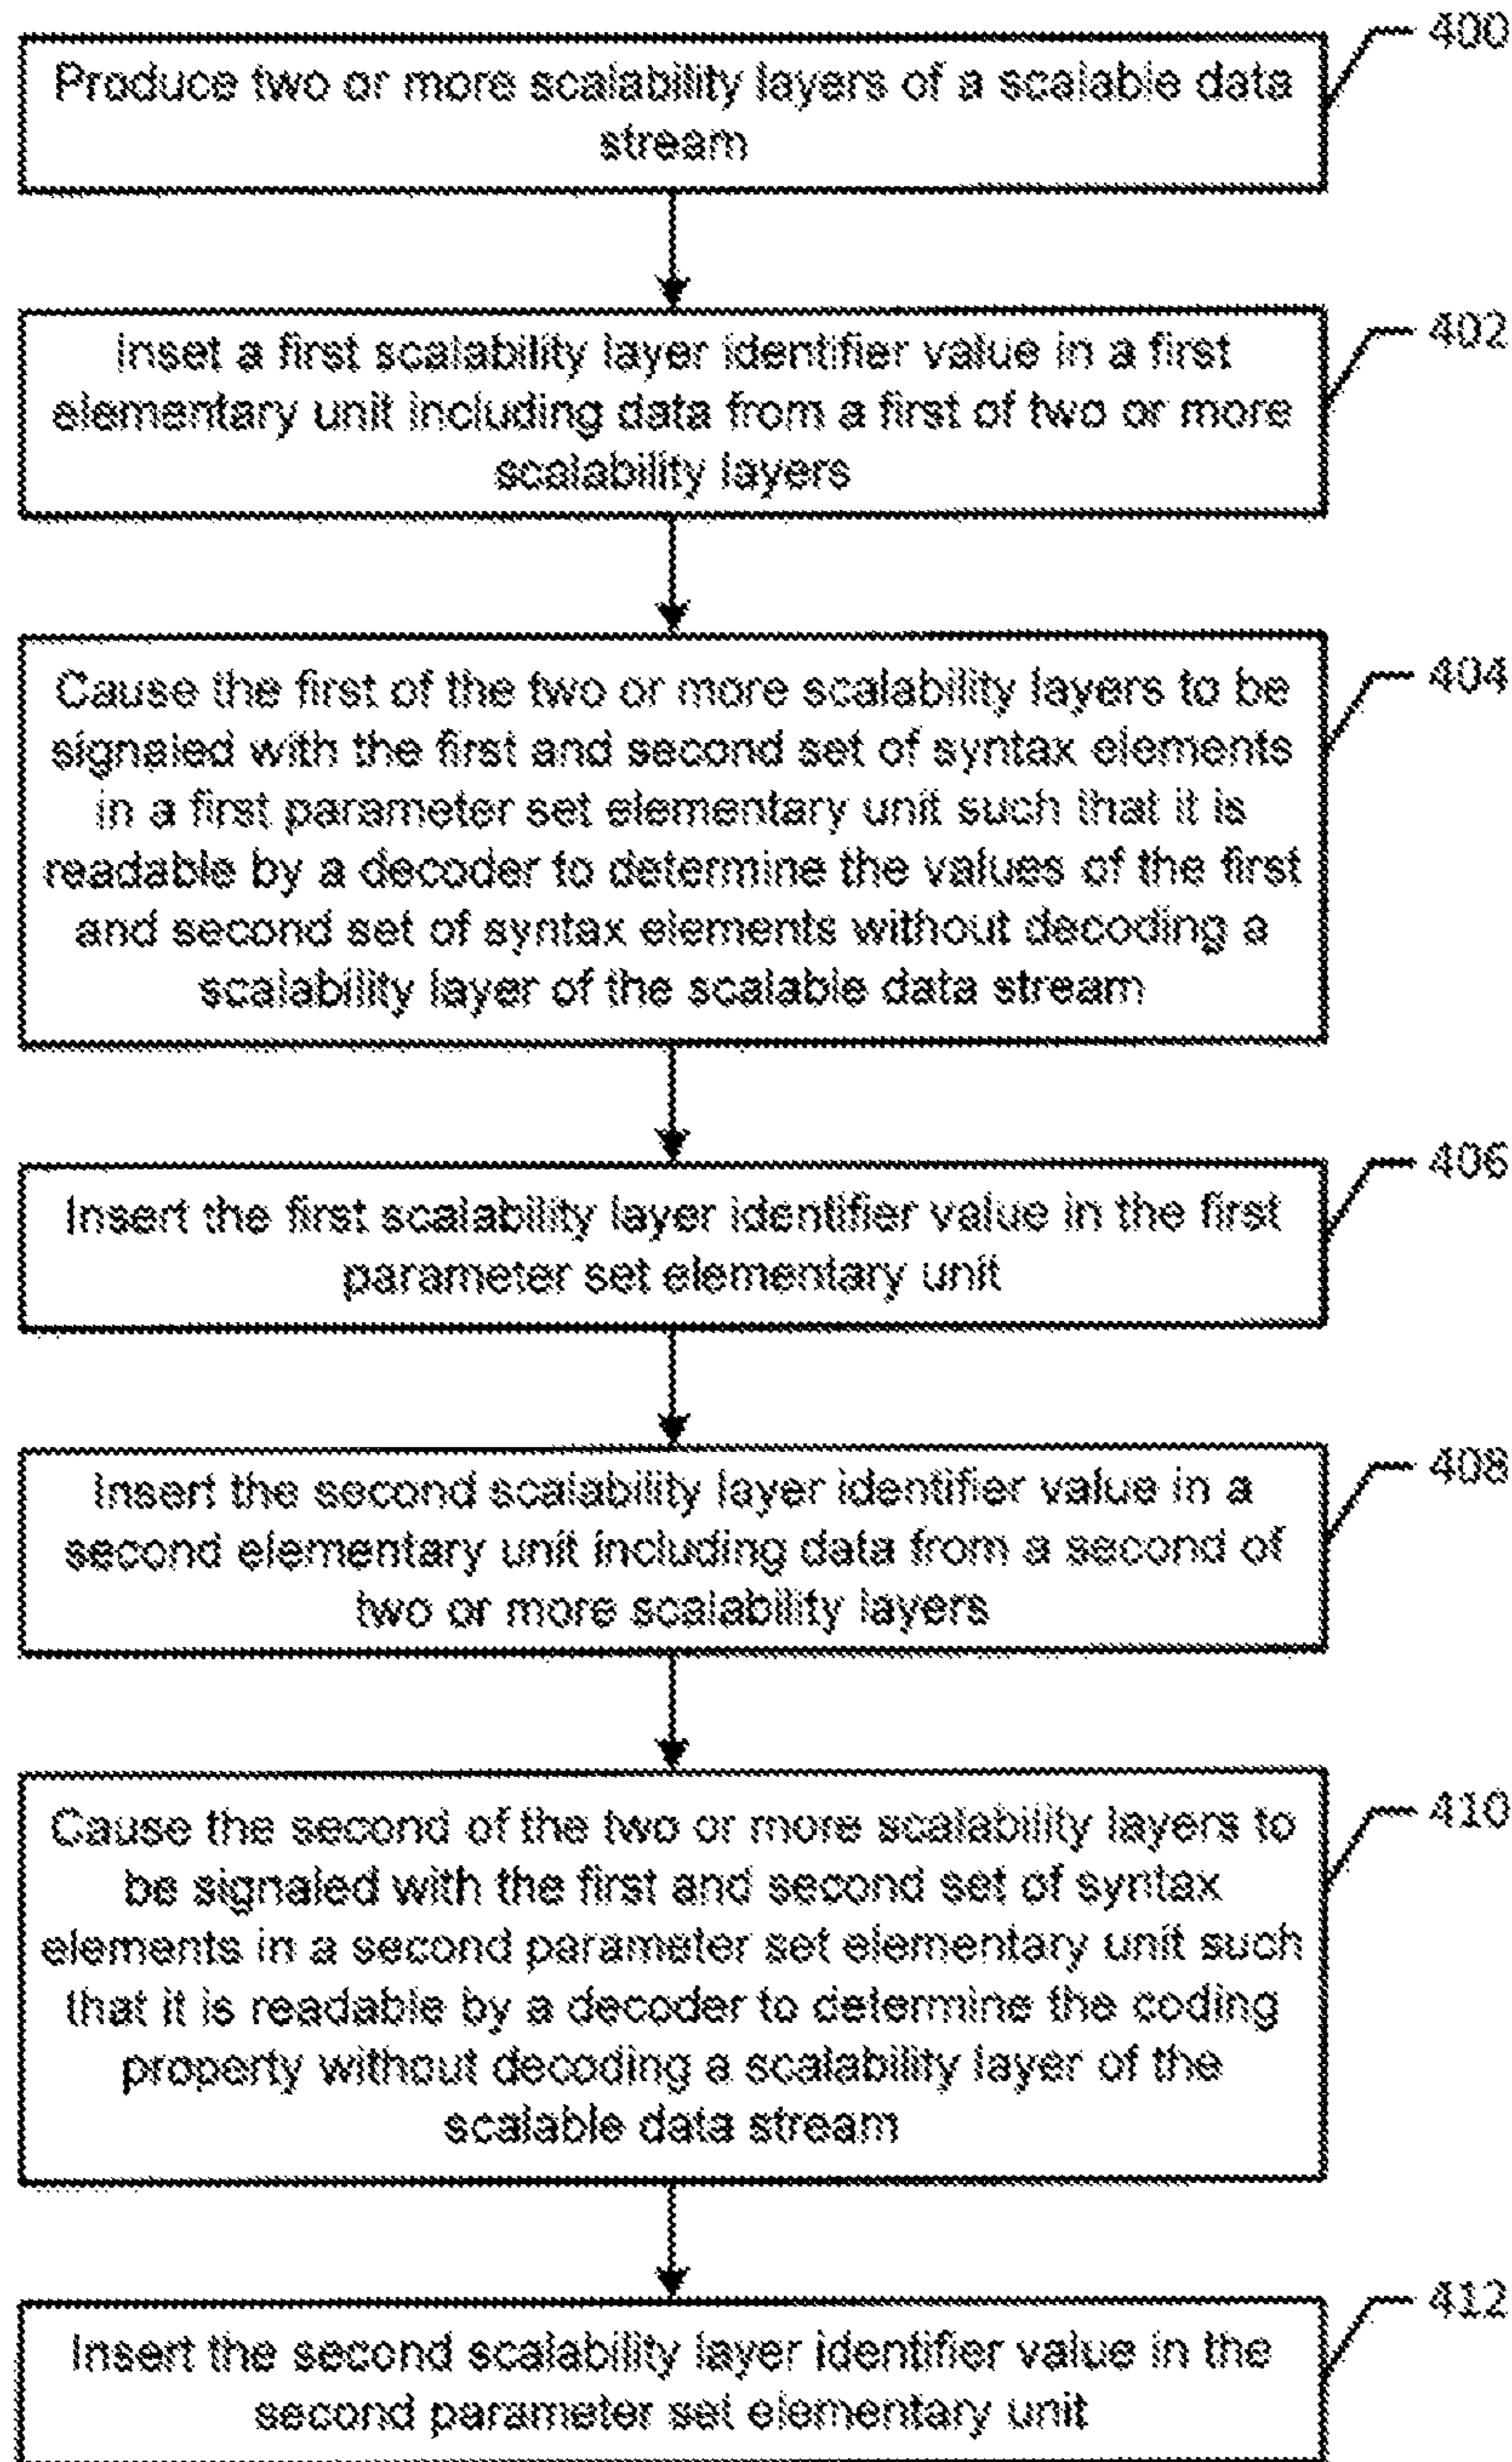 400
Produce two or more scalability layers of a scalable data
stream
402
Inset a first scalability layer identifier value in a first
elementary unit including data from a first of two or more
scalability layers
404
Cause the first of the two or more scalability layers to be
signaled with the first and second set of syntax elements
in a first parameter set elementary unit such that it is
readable by a decoder to determine the values of the first
and second set of syntax elements without decoding a
scalability layer of the scalable data stream
406
Insert the first scalability layer identifier value in the first
parameter set elementary unit
408
Insert the second scalability layer identifier value in a
second elementary unit including data from a second of
two or more scalability layers
410
Cause the second of the two or more scalability layers to
be signaled with the first and second set of syntax
elements in a second parameter set elementary unit such
that it is readable by a decoder to determine the coding
property without decoding a scalability layer of the
scalable data stream
412
Insert the second scalability layer identifier value in the
second parameter set elementary unit